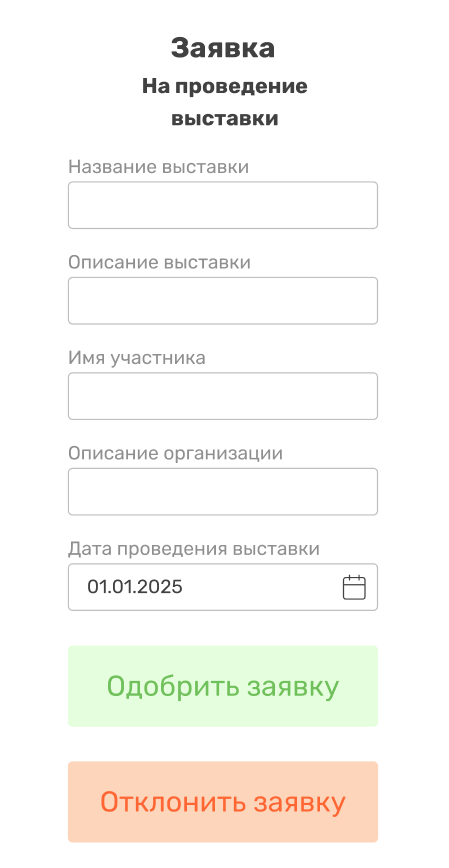 Заявка
На проведение
выставки
Название выставки
Описание выставки
Имя участника
Описание организации
Дата проведения выставки
01.01.2025
Одобрить заявку
Отклонить заявку